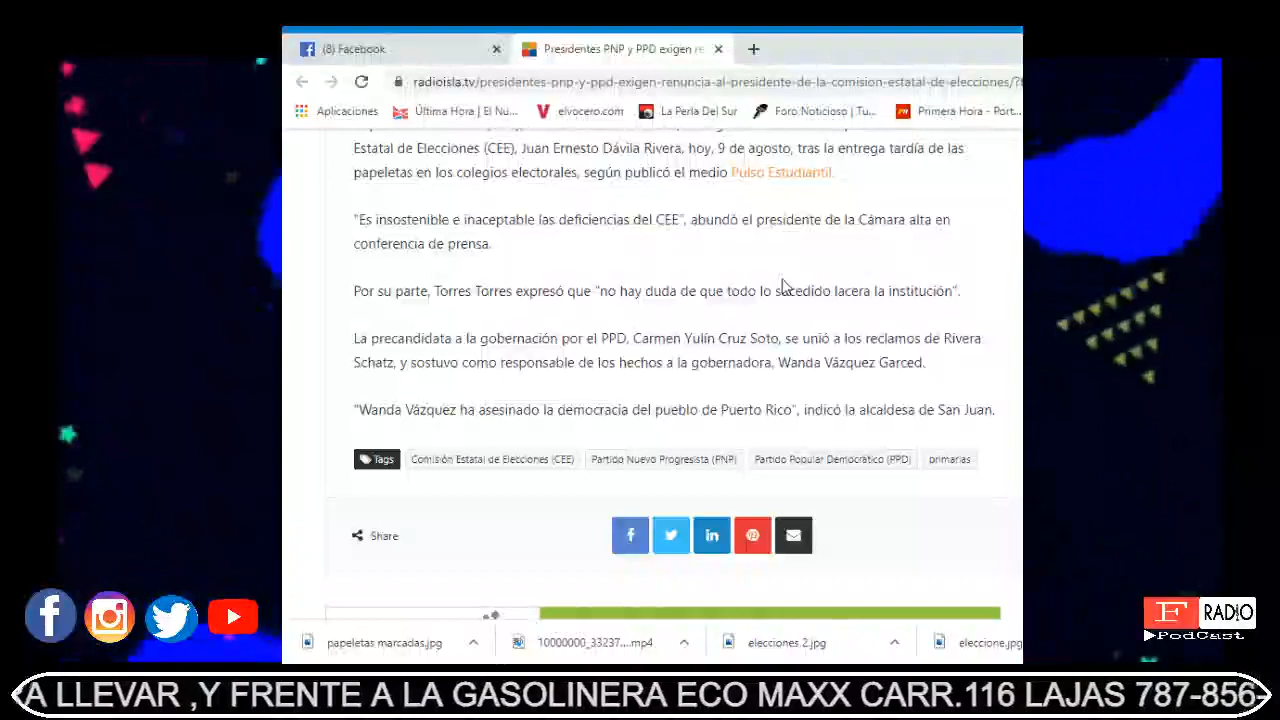 (8) Facebook
Presidentes PNP y PPD exigen re
radioisla.tv/presidentes-pnp-y-ppd-exigen-renuncia-al-presidente-de-la-comision-estatal-de-elecciones/?f
Aplicaciones
Última Hora | El Nu...
elvocero.com
La Perla Del Sur
Foro Noticioso | Tu...
Primera Hora - Port...
Estatal de Elecciones (CEE), Juan Ernesto Dávila Rivera, hoy, 9 de agosto, tras la entrega tardía de las
papeletas en los colegios electorales, según publicó el medio Pulso Estudiantil.
"Es insostenible e inaceptable las deficiencias del CEE", abundó el presidente de la Cámara alta en
conferencia de prensa.
Por su parte, Torres Torres expresó que "no hay duda de que todo lo sucedido lacera la institución".
La precandidata a la gobernación por el PPD, Carmen Yulín Cruz Soto, se unió a los reclamos de Rivera
Schatz, y sostuvo como responsable de los hechos a la gobernadora, Wanda Vázquez Garced.
"Wanda Vázquez ha asesinado la democracia del pueblo de Puerto Rico", indicó la alcaldesa de San Juan.
Tags
Comisión Estatal de Elecciones (CEE)
Partido Nuevo Progresista (PNP)
Partido Popular Democrático (PPD)
primarias
Share
papeletas marcadas.jpg
10000000_33237....mp4
elecciones 2.jpg
eleccione.jpg
F RADIO
PodCast
A LLEVAR ,Y FRENTE A LA GASOLINERA ECO MAXX CARR.116 LAJAS 787-856-